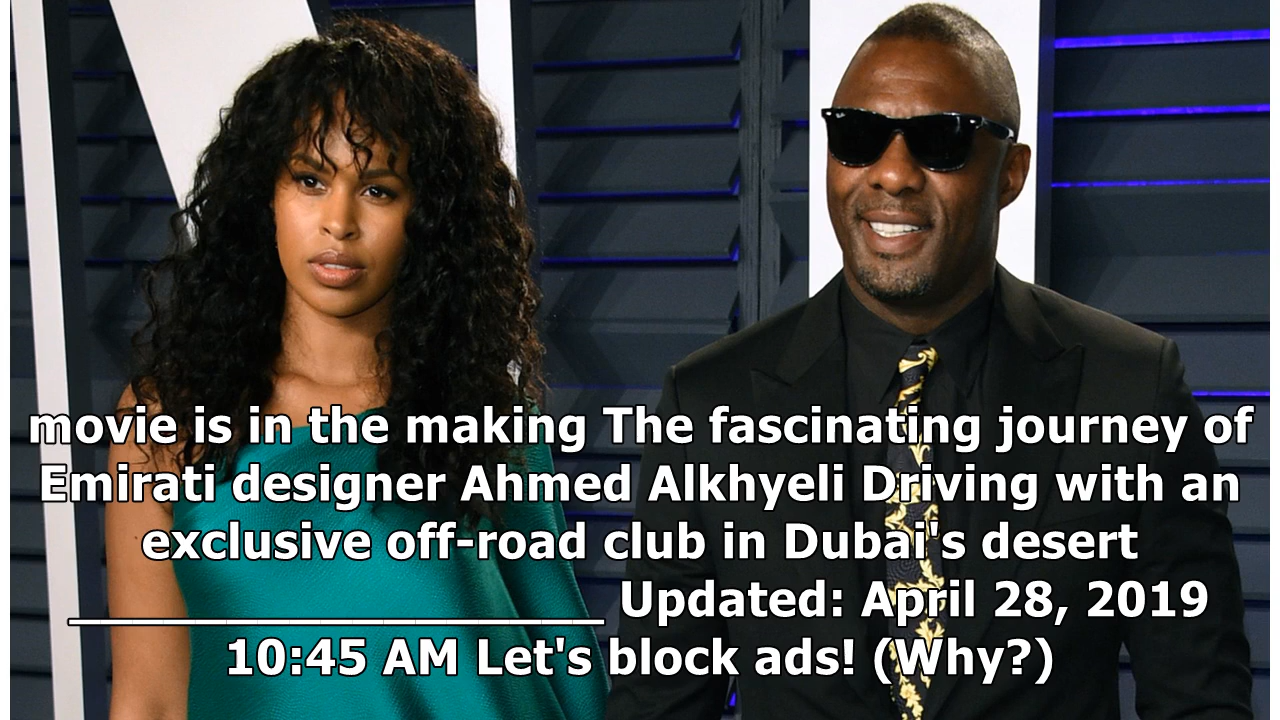 movie is in the making The fascinating journey of
Emirati designer Ahmed Alkhyeli Driving with an
exclusive off-road club in Dubai's desert
___________________ Updated: April 28, 2019
10:45 AM Let's block ads! (Why?)